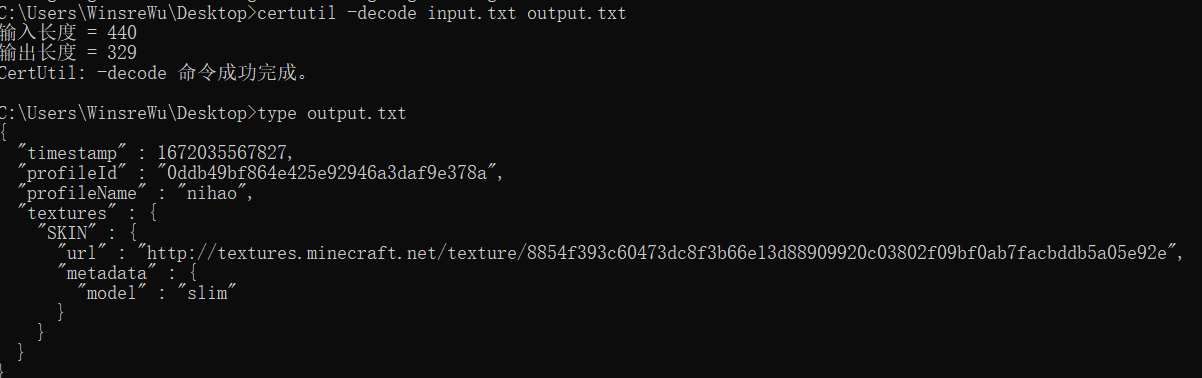 C:\Users\WinsreWu\Desktop>certutil -decode input.txt output.txt
输入长度 = 440
输出长度 = 329
CertUtil: -decode 命令成功完成。
C:\Users\WinsreWu\Desktop>type output.txt
{
  "timestamp" : 1672035567827,
  "profileId" : "0ddb49bf864e425e92946a3daf9e378a",
  "profileName" : "nihao",
  "textures" : {
    "SKIN" : {
      "url" : "http://textures.minecraft.net/texture/8854f393c60473dc8f3b66e13d88909920c03802f09bf0ab7facbddb5a05e92e",
      "metadata" : {
        "model" : "slim"
      }
    }
  }
}